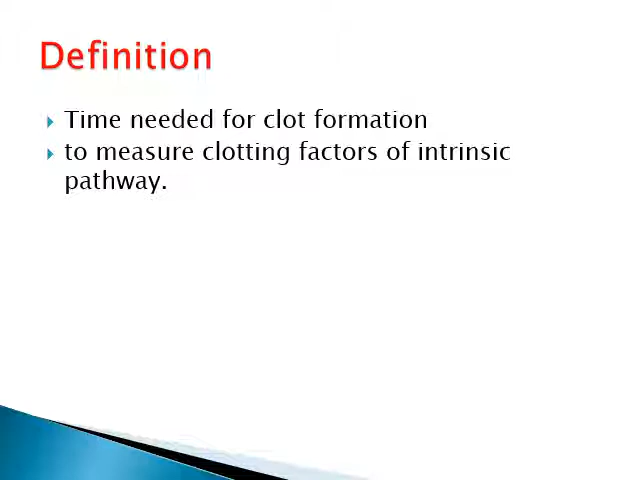 Definition
Time needed for clot formation
to measure clotting factors of intrinsic
pathway.